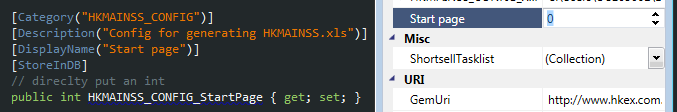 [Category("HKMAINSS_CONFIG")]
[Description("Config for generating HKMAINSS.xls")]
[DisplayName("Start page")]
[StoreInDB]
// direclty put an int
public int HKMAINSS_CONFIG_StartPage { get; set; }
Start page 0
Misc
ShortsellTasklist (Collection)
URI
GemUri http://www.hkex.com